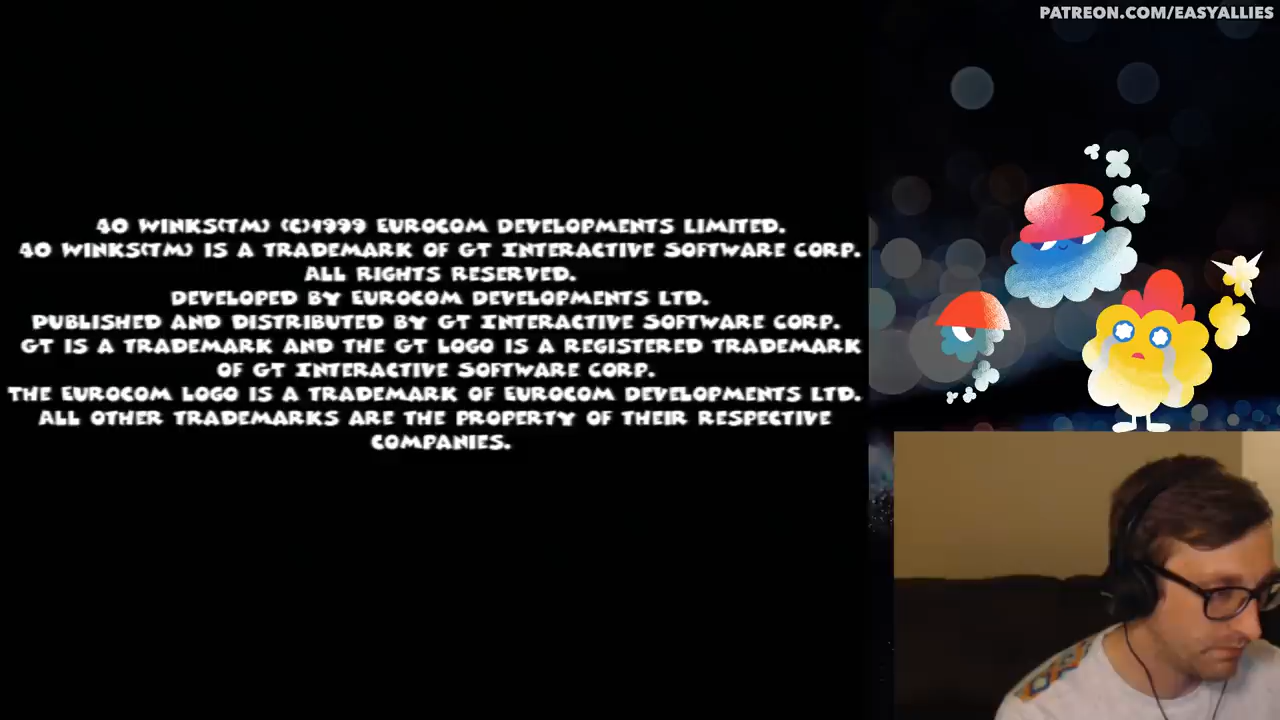 PATREON.COM/EASYALLIES
40 WINKS(TM) (C)1999 EUROCOM DEVELOPMENTS LIMITED.
40 WINKS(TM) IS A TRADEMARK OF GT INTERACTIVE SOFTWARE CORP.
ALL RIGHTS RESERVED.
DEVELOPED BY EUROCOM DEVELOPMENTS LTD.
PUBLISHED AND DISTRIBUTED BY GT INTERACTIVE SOFTWARE CORP.
GT IS A TRADEMARK AND THE GT LOGO IS A REGISTERED TRADEMARK
OF GT INTERACTIVE SOFTWARE CORP.
THE EUROCOM LOGO IS A TRADEMARK OF EUROCOM DEVELOPMENTS LTD.
ALL OTHER TRADEMARKS ARE THE PROPERTY OF THEIR RESPECTIVE
COMPANIES.